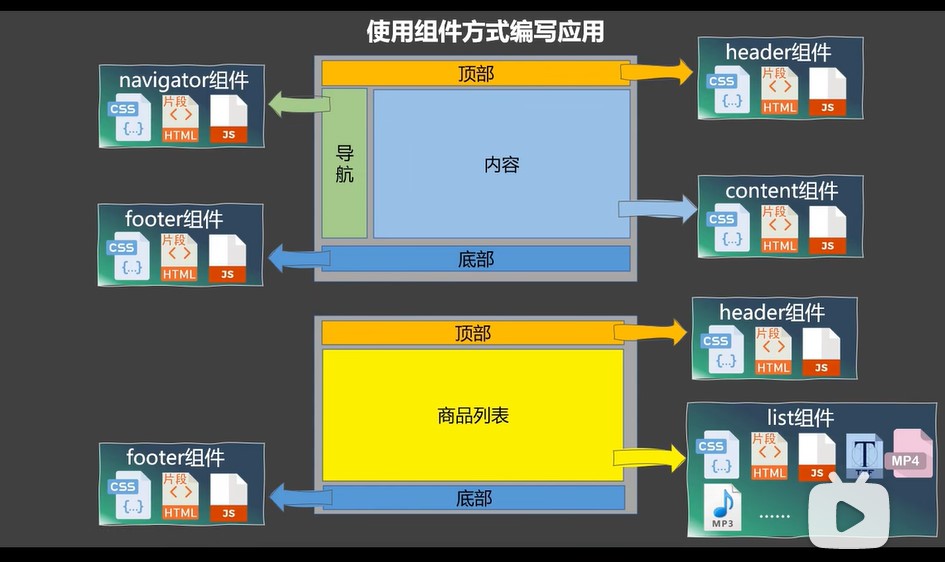 使用组件方式编写应用
navigator组件
CSS
{...}
片段
< >
HTML
JS
顶部
header组件
CSS
{...}
片段
< >
HTML
JS
导航
内容
content组件
CSS
{...}
片段
< >
HTML
JS
footer组件
CSS
{...}
片段
< >
HTML
JS
底部
顶部
header组件
CSS
{...}
片段
< >
HTML
JS
商品列表
list组件
CSS
{...}
片段
< >
HTML
JS
T
MP4
MP3
......
footer组件
CSS
{...}
片段
< >
HTML
JS
底部